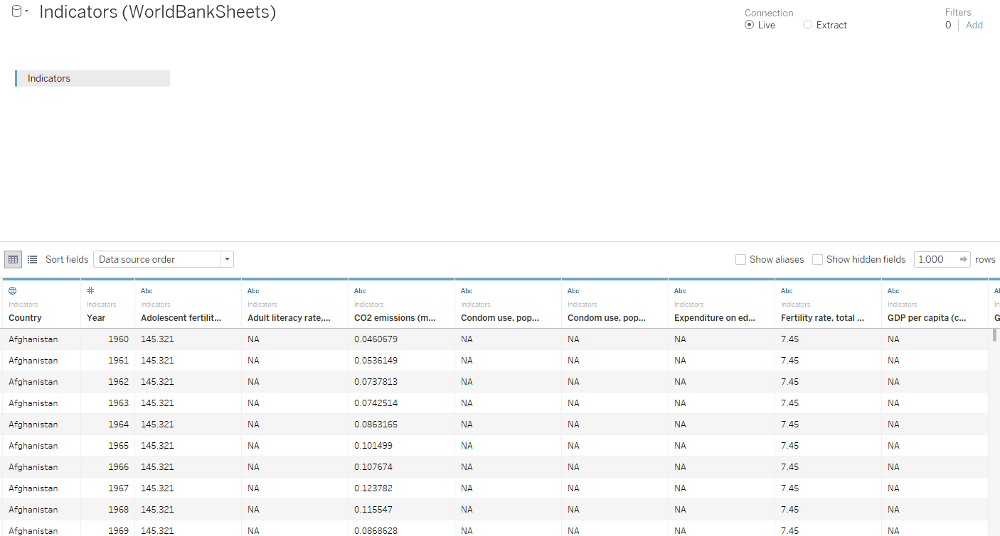 Indicators (WorldBankSheets)
Connection
Live Extract
Filters
0 Add
Indicators
Sort fields Data source order Show aliases Show hidden fields 1,000 rows
Abc Abc Abc Abc Abc Abc Abc Abc
Indicators Indicators Indicators Indicators Indicators Indicators Indicators Indicators Indicators Indicators
Country Year Adolescent fertilit... Adult literacy rate,... CO2 emissions (m... Condom use, pop... Condom use, pop... Expenditure on ed... Fertility rate, total ... GDP per capita (c...
Afghanistan 1960 145.321 NA 0.0460679 NA NA NA 7.45 NA
Afghanistan 1961 145.321 NA 0.0536149 NA NA NA 7.45 NA
Afghanistan 1962 145.321 NA 0.0737813 NA NA NA 7.45 NA
Afghanistan 1963 145.321 NA 0.0742514 NA NA NA 7.45 NA
Afghanistan 1964 145.321 NA 0.0863165 NA NA NA 7.45 NA
Afghanistan 1965 145.321 NA 0.101499 NA NA NA 7.45 NA
Afghanistan 1966 145.321 NA 0.107674 NA NA NA 7.45 NA
Afghanistan 1967 145.321 NA 0.123782 NA NA NA 7.45 NA
Afghanistan 1968 145.321 NA 0.115547 NA NA NA 7.45 NA
Afghanistan 1969 145.321 NA 0.0868628 NA NA NA 7.45 NA